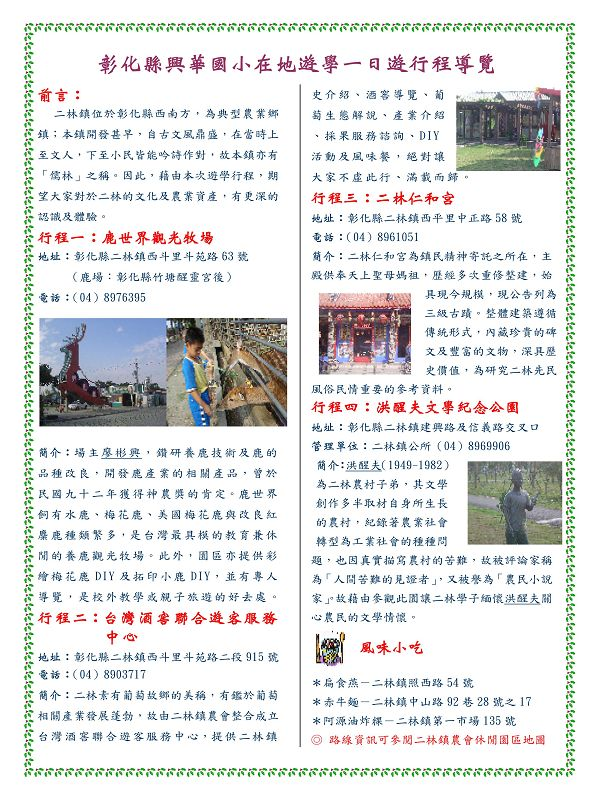 彰化縣興華國小在地遊學一日遊行程導覽
前言：
二林鎮位於彰化縣西南方，為典型農業鄉
鎮；本鎮開發甚早，自古文風鼎盛，在當時上
至文人，下至小民皆能吟詩作對，故本鎮亦有
「儒林」之稱。因此，藉由本次遊學行程，期
望大家對於二林的文化及農業資產，有更深的
認識及體驗。
行程一：鹿世界觀光牧場
地址：彰化縣二林鎮西斗里斗苑路 63 號
（鹿場：彰化縣竹塘醒靈宮後）
電話：(04）8976395
簡介：場主廖彬興，鑽研養鹿技術及鹿的
品種改良，開發鹿產業的相關產品，曾於
民國九十二年獲得神農獎的肯定。鹿世界
飼有水鹿、梅花鹿、美國梅花鹿與改良紅
麋鹿種類繁多，是台灣最具模的教育兼休
閒的養鹿觀光牧場。此外，園區亦提供彩
繪梅花鹿 DIY 及拓印小鹿 DIY，並有專人
導覽，是校外教學或親子旅遊的好去處。
行程二：台灣酒窖聯合遊客服務
中心
地址：彰化縣二林鎮西斗里斗苑路二段 915 號
電話：(04）8903717
簡介：二林素有葡萄故鄉的美稱，有鑑於葡萄
相關產業發展蓬勃，故由二林鎮農會整合成立
台灣酒窖聯合遊客服務中心，提供二林鎮
史介紹、酒窖導覽、葡
萄生態解說、產業介紹
、採果服務諮詢、DIY
活動及風味餐，絕對讓
大家不虛此行、滿載而歸。
行程三：二林仁和宮
地址：彰化縣二林鎮西平里中正路 58 號
電話：(04）8961051
簡介：二林仁和宮為鎮民精神寄託之所在，主
殿供奉天上聖母媽祖，歷經多次重修整建，始
具現今規模，現公告列為
三級古蹟。整體建築遵循
傳統形式，內藏珍貴的碑
文及豐富的文物，深具歷
史價值，為研究二林先民
風俗民情重要的參考資料。
行程四：洪醒夫文學紀念公園
地址：彰化縣二林鎮建興路及信義路交叉口
管理單位：二林鎮公所（04）8969906
簡介：洪醒夫(1949-1982)
為二林農村子弟，其文學
創作多半取材自身所生長
的農村，紀錄著農業社會
轉型為工業社會的種種問
題，也因真實描寫農村的苦難，故被評論家稱
為「人間苦難的見證者」，又被譽為「農民小說
家」。故藉由參觀此園讓二林學子緬懷洪醒夫關
心農民的文學情懷。
風味小吃
＊扁食燕－二林鎮照西路 54 號
＊赤牛麵－二林鎮中山路 92 巷 28 號之 17
＊阿源油炸粿－二林鎮第一市場 135 號
◎ 路線資訊可參閱二林鎮農會休閒園區地圖